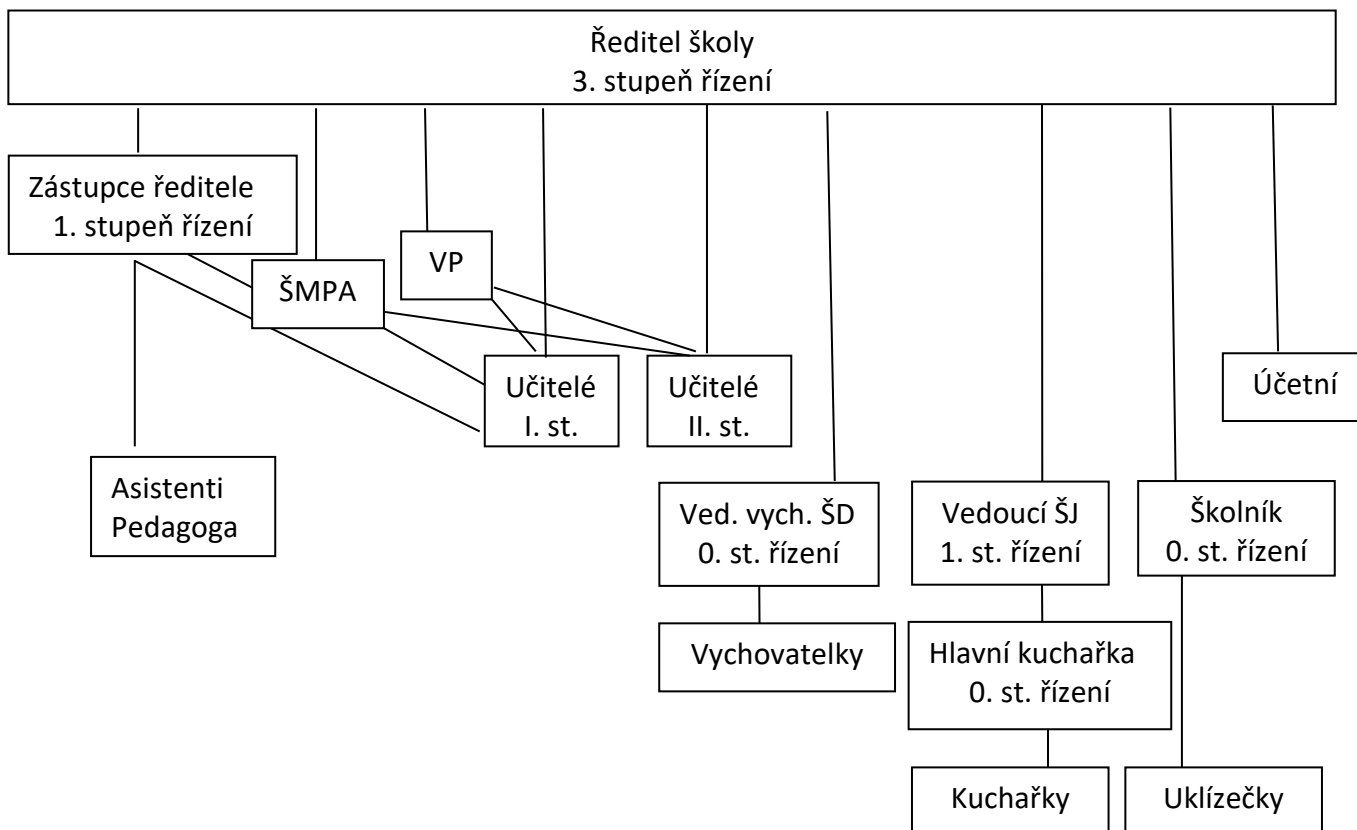 Ředitel školy
3. stupeň řízení
Zástupce ředitele
1. stupeň řízení
VP
ŠMPA
Učitelé
I. st.
Učitelé
II. st.
Účetní
Asistenti
Pedagoga
Ved. vych. ŠD
0. st. řízení
Vedoucí ŠJ
1. st. řízení
Školník
0. st. řízení
Vychovatelky
Hlavní kuchařka
0. st. řízení
Kuchařky
Uklízečky